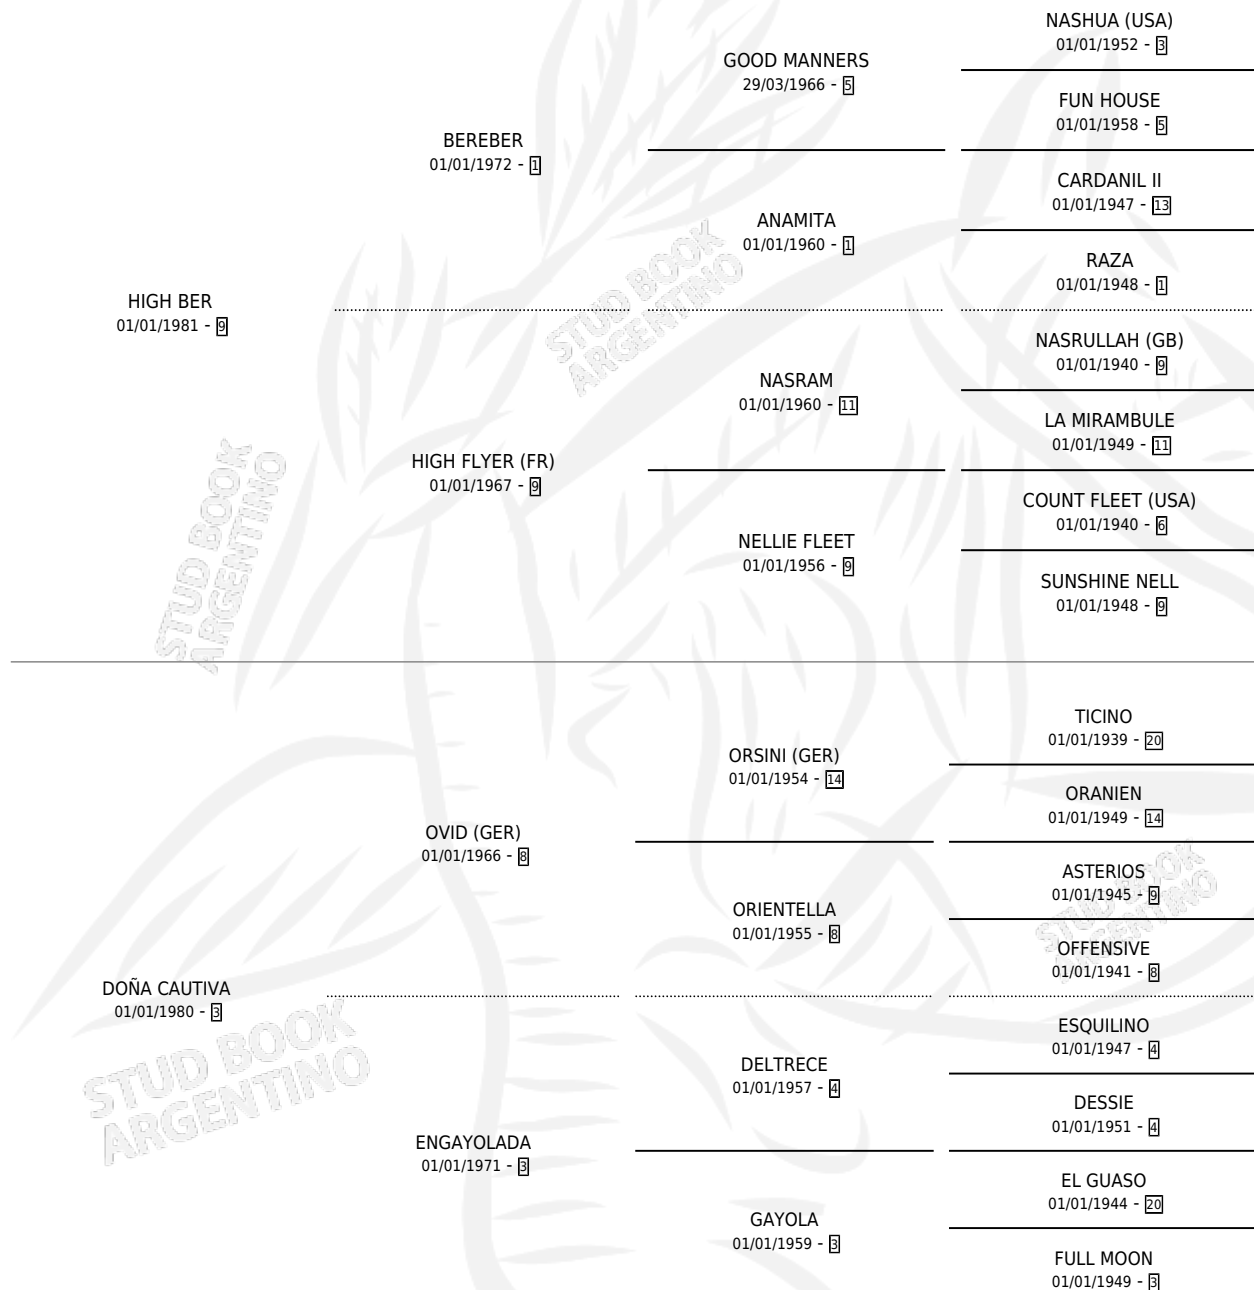 NASHUA (USA)
01/01/1952 - 3
GOOD MANNERS
29/03/1966 - 5
FUN HOUSE
01/01/1958 - 5
BEREBER
01/01/1972 - 1
CARDANIL II
01/01/1947 - 13
ANAMITA
01/01/1960 - 1
RAZA
01/01/1948 - 1
HIGH BER
01/01/1981 - 9
STUD BOOK
ARGENTINO
NASRULLAH (GB)
01/01/1940 - 9
NASRAM
01/01/1960 - 11
LA MIRAMBULE
01/01/1949 - 11
HIGH FLYER (FR)
01/01/1967 - 9
COUNT FLEET (USA)
01/01/1940 - 6
NELLIE FLEET
01/01/1956 - 9
SUNSHINE NELL
01/01/1948 - 9
STUD BOOK
ARGENTINO
TICINO
01/01/1939 - 20
ORSINI (GER)
01/01/1954 - 14
ORANIEN
01/01/1949 - 14
OVID (GER)
01/01/1966 - 8
ASTERIOS
01/01/1945 - 9
ORIENTELLA
01/01/1955 - 8
OFFENSIVE
01/01/1941 - 8
STUD BOOK
ARGENTINO
DOÑA CAUTIVA
01/01/1980 - 3
STUD BOOK
ARGENTINO
ESQUILINO
01/01/1947 - 4
DELTRECE
01/01/1957 - 4
DESSIE
01/01/1951 - 4
ENGAYOLADA
01/01/1971 - 3
EL GUASO
01/01/1944 - 20
GAYOLA
01/01/1959 - 3
FULL MOON
01/01/1949 - 3